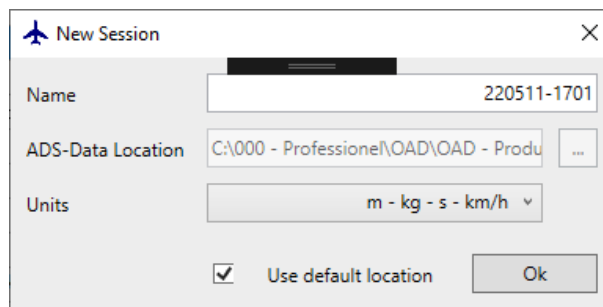 New Session
Name 220511-1701
ADS-Data Location C:\000 - Professionel\OAD\OAD - Produ ...
Units m - kg - s - km/h
Use default location Ok